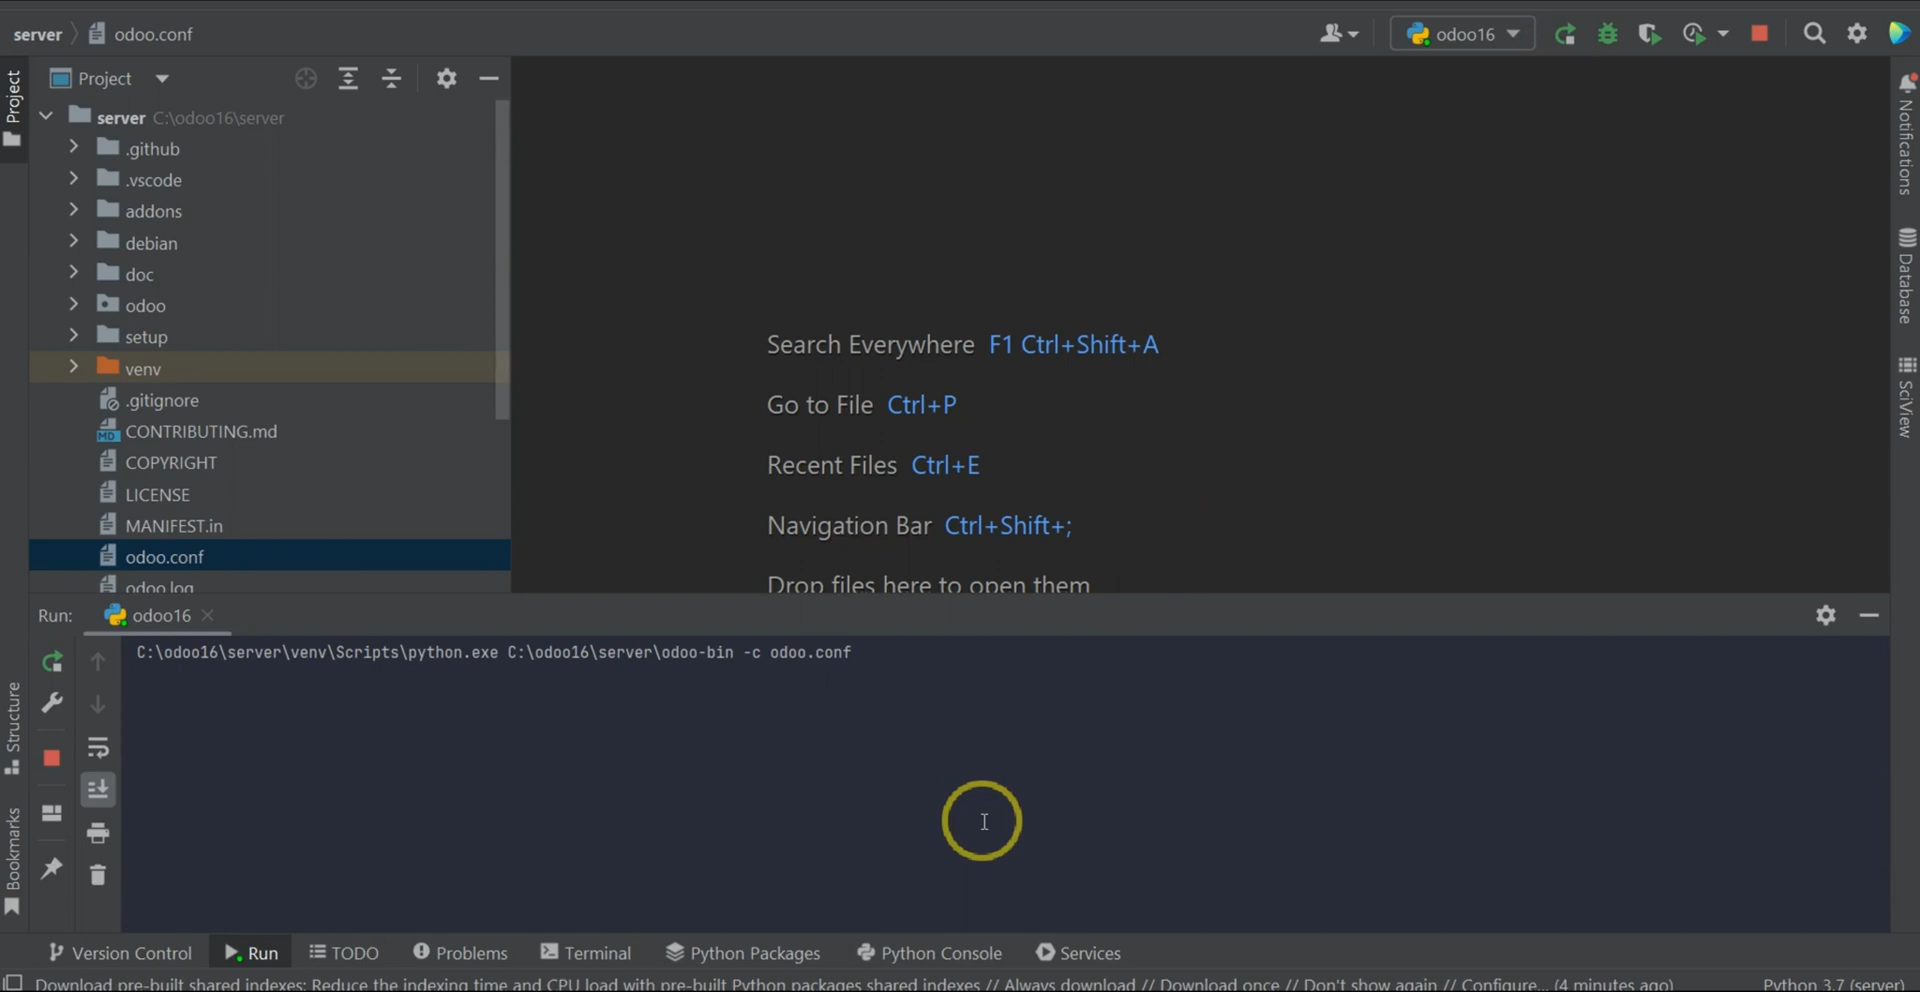 server odoo.conf
odoo16
Project
server C:\odoo16\server
.github
.vscode
addons
debian
doc
odoo
setup
venv
.gitignore
CONTRIBUTING.md
COPYRIGHT
LICENSE
MANIFEST.in
odoo.conf
odoo.log
Project
Structure
Bookmarks
Search Everywhere F1 Ctrl+Shift+A
Go to File Ctrl+P
Recent Files Ctrl+E
Navigation Bar Ctrl+Shift+;
Drop files here to open them
Notifications
Database
SciView
Run: odoo16
C:\odoo16\server\venv\Scripts\python.exe C:\odoo16\server\odoo-bin -c odoo.conf
Version Control Run TODO Problems Terminal Python Packages Python Console Services
Download pre-built shared indexes: Reduce the indexing time and CPU load with pre-built Python packages shared indexes // Always download // Download once // Don't show again // Configure... (4 minutes ago) Python 3.7 (server)